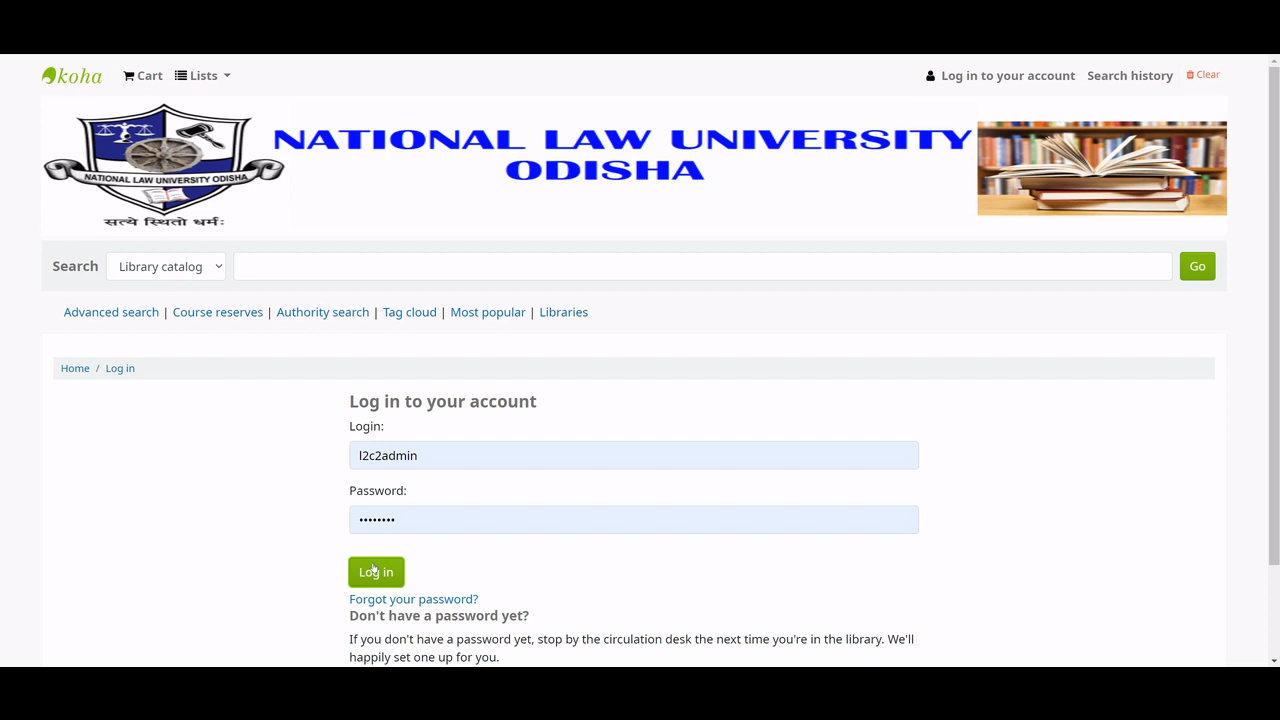 koha Cart Lists Log in to your account Search history Clear
NATIONAL LAW UNIVERSITY
ODISHA
NATIONAL LAW UNIVERSITY ODISHA
सत्ये स्थितो धर्मः
Search Library catalog Go
Advanced search | Course reserves | Authority search | Tag cloud | Most popular | Libraries
Home / Log in
Log in to your account
Login:
l2c2admin
Password:
••••••••
Log in
Forgot your password?
Don't have a password yet?
If you don't have a password yet, stop by the circulation desk the next time you're in the library. We'll
happily set one up for you.